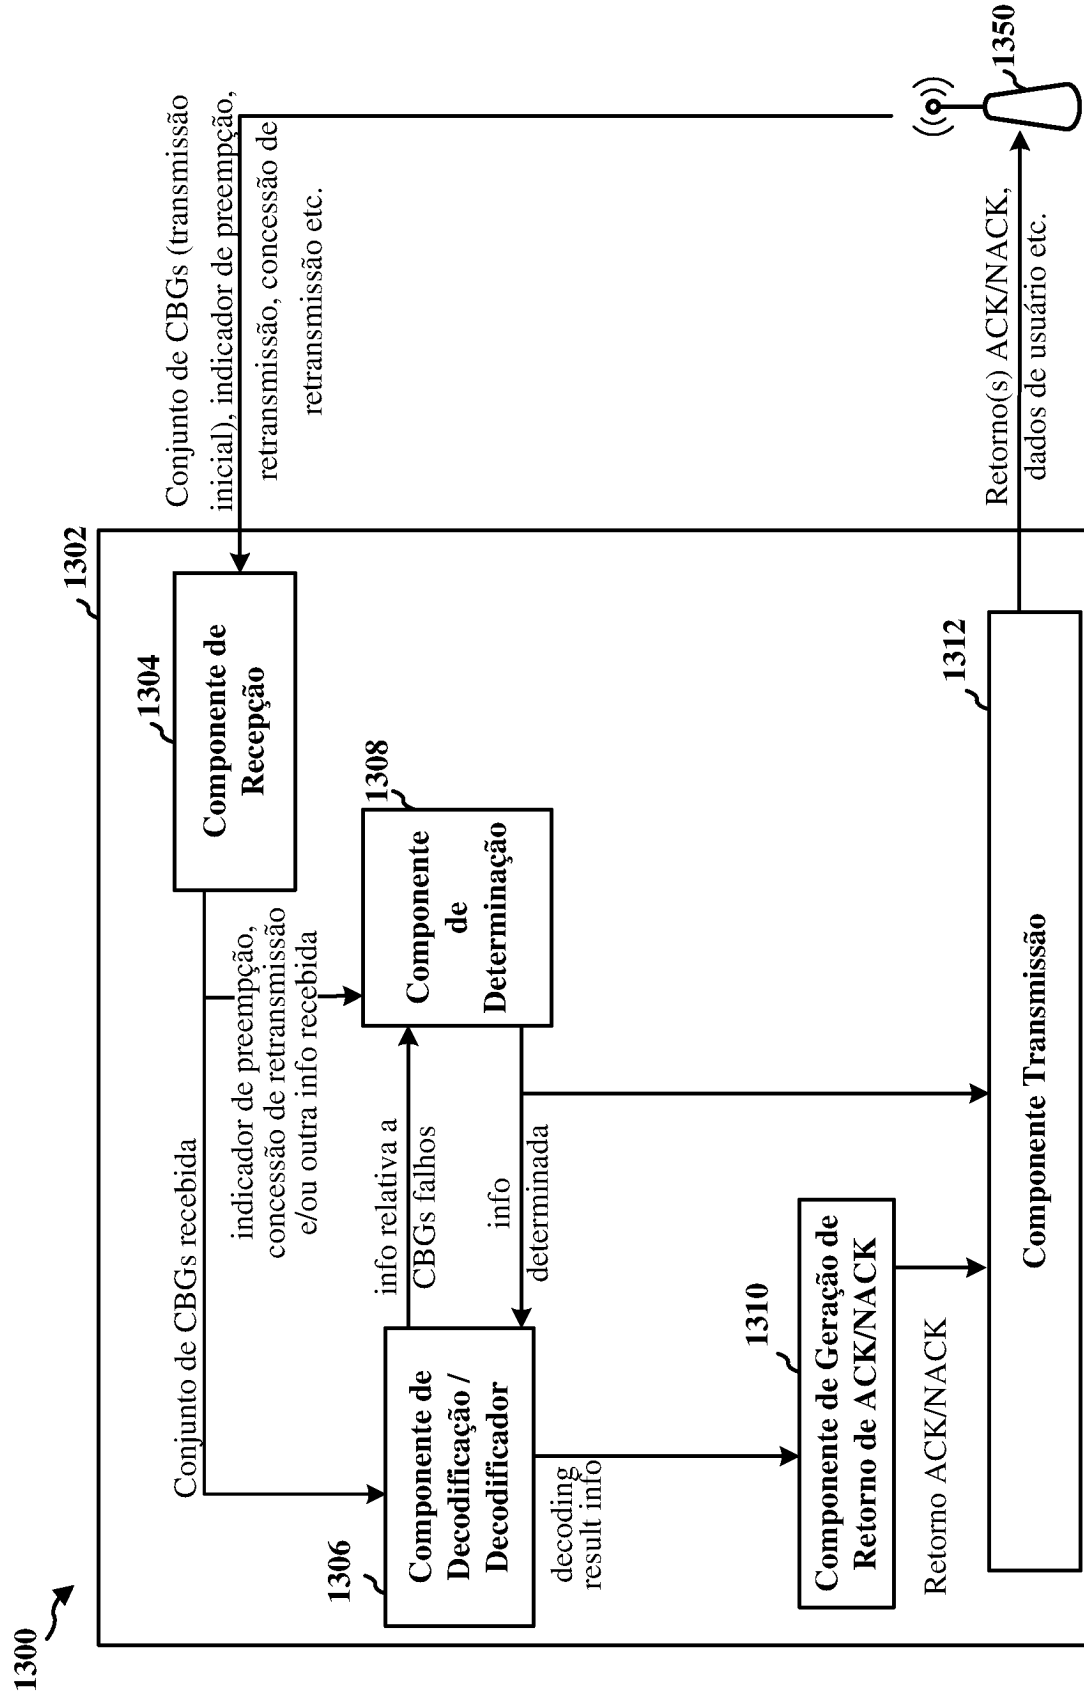 1300
1302
Conjunto de CBGs (transmissão
inicial), indicador de preempção,
retransmissão, concessão de
retransmissão etc.
1304
Componente de
Recepção
Conjunto de CBGs recebida
indicador de preempção,
concessão de retransmissão
e/ou outra info recebida
1308
Componente
de
Determinação
info relativa a
CBGs falhos
info
determinada
1306
Componente de
Decodificação /
Decodificador
decoding
result info
1310
Componente de Geração de
Retorno de ACK/NACK
Retorno ACK/NACK
1312
Componente Transmissão
Retorno(s) ACK/NACK,
dados de usuário etc.
1350